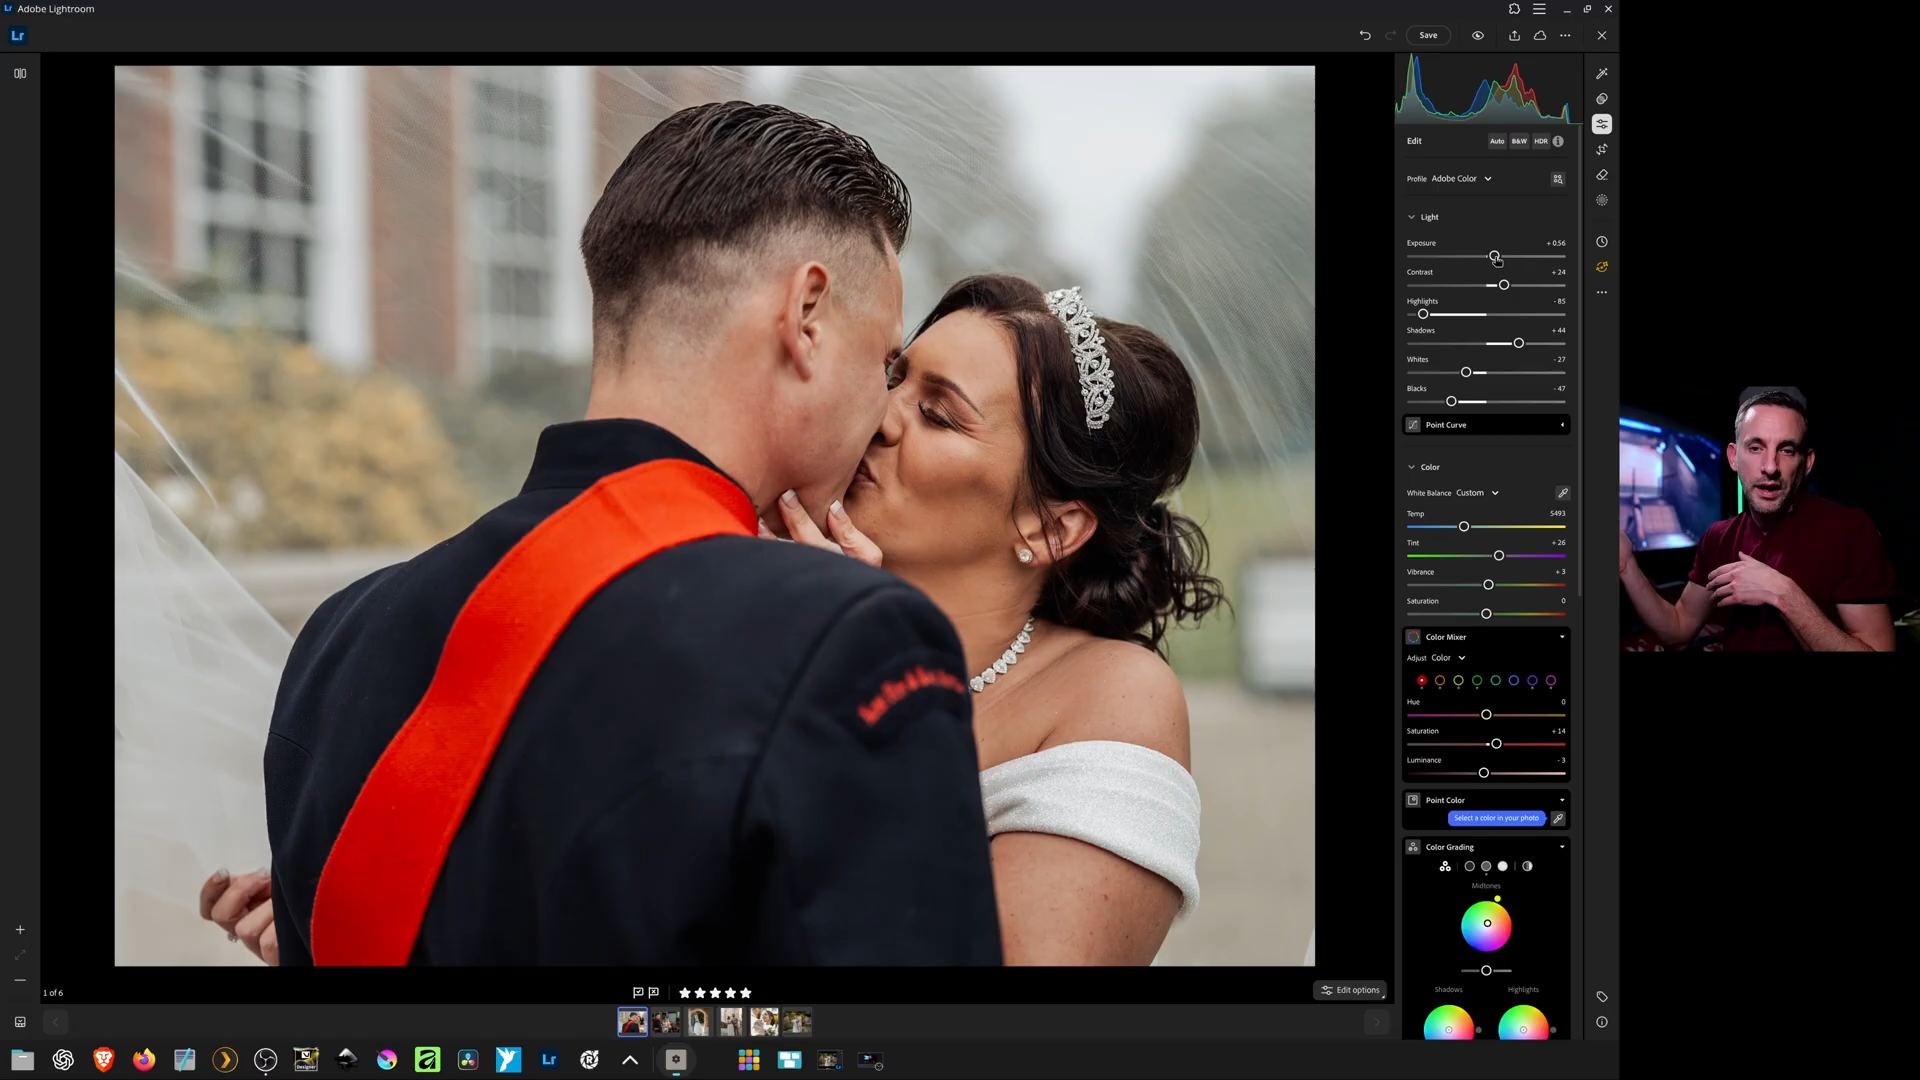 Lr Adobe Lightroom
Lr
Save
Edit Auto B&W HDR
Profile Adobe Color
Light
Exposure + 0.56
Contrast + 24
Highlights - 85
Shadows + 44
Whites - 27
Blacks - 47
Point Curve
Color
White Balance Custom
Temp 5493
Tint + 26
Vibrance + 3
Saturation 0
Color Mixer
Adjust Color
Hue 0
Saturation + 14
Luminance - 3
Point Color
Select a color in your photo
Color Grading
Midtones
Shadows Highlights
1 of 6
Edit options
Designer
Lr